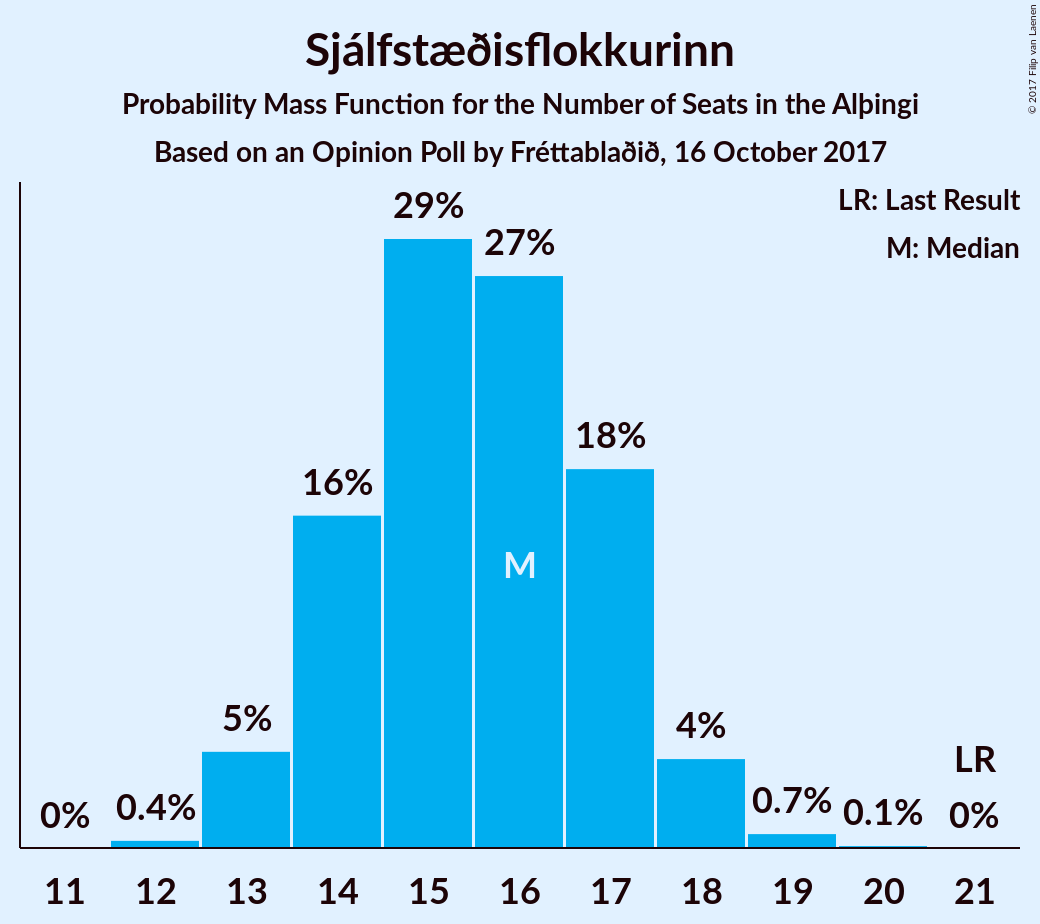 Sjálfstæðisflokkurinn
Probability Mass Function for the Number of Seats in the Alþingi
Based on an Opinion Poll by Fréttablaðið, 16 October 2017
© 2017 Filip van Laenen
LR: Last Result
M: Median
0%
0.4%
5%
16%
29%
27%
18%
4%
0.7%
0.1%
0%
LR
M
11 12 13 14 15 16 17 18 19 20 21